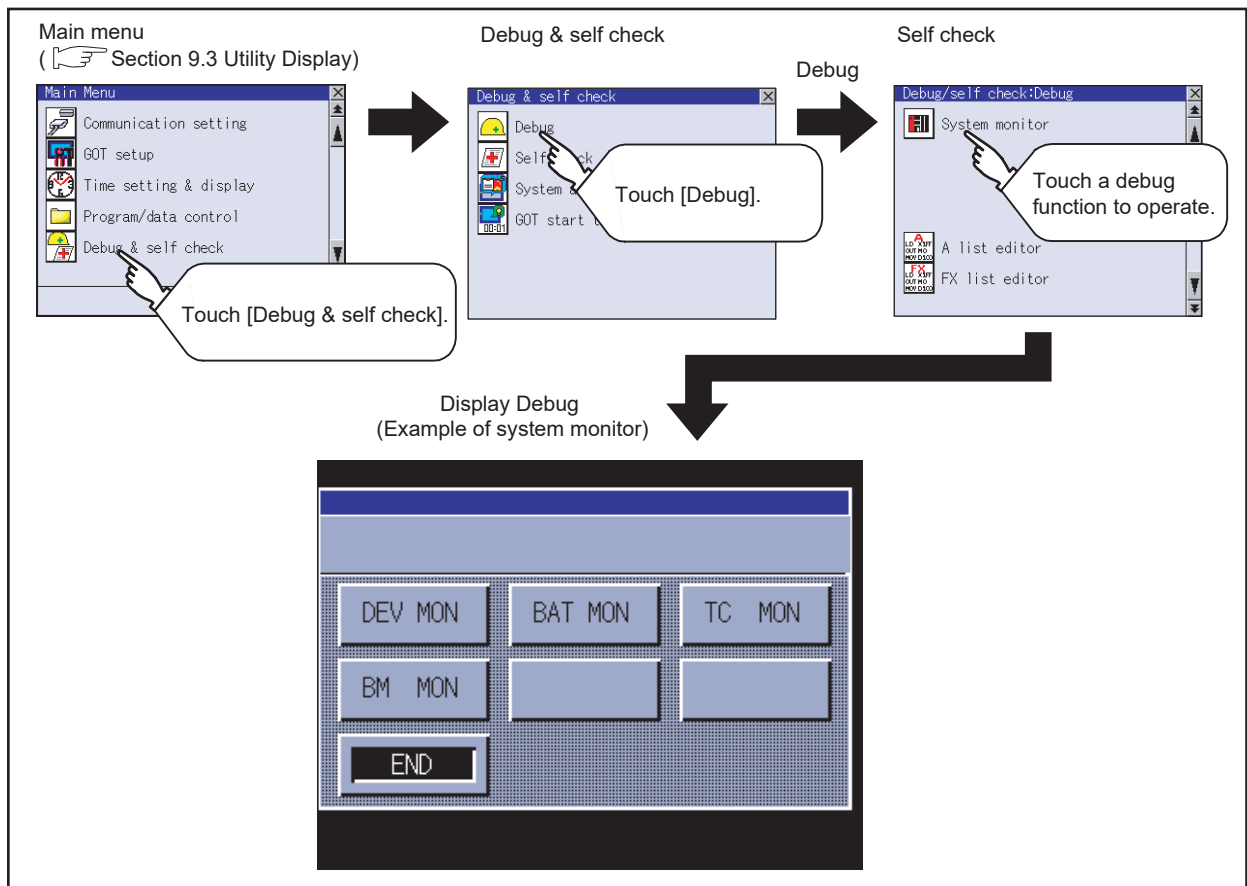 Main menu
( Section 9.3 Utility Display)
Main Menu
Communication setting
GOT setup
Time setting & display
Program/data control
Debug & self check
Touch [Debug & self check].
Debug & self check
Debug & self check
Debug
Self
System
GOT start
Touch [Debug].
Debug
Self check
Debug/self check:Debug
System monitor
A list editor
FX list editor
Touch a debug
function to operate.
Display Debug
(Example of system monitor)
DEV MON
BAT MON
TC MON
BM MON
END